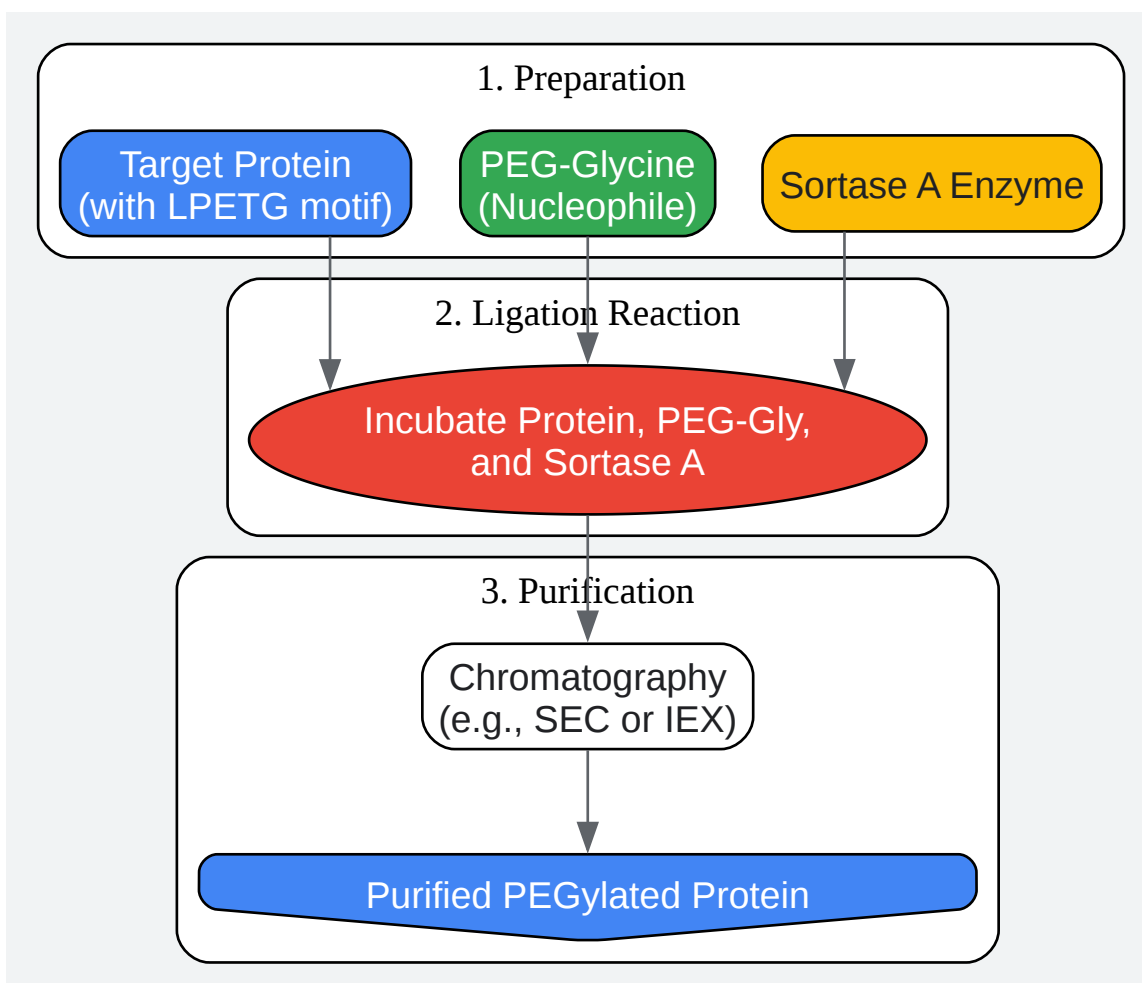 1. Preparation
Target Protein
(with LPETG motif)
PEG-Glycine
(Nucleophile)
Sortase A Enzyme
2. Ligation Reaction
Incubate Protein, PEG-Gly,
and Sortase A
3. Purification
Chromatography
(e.g., SEC or IEX)
Purified PEGylated Protein